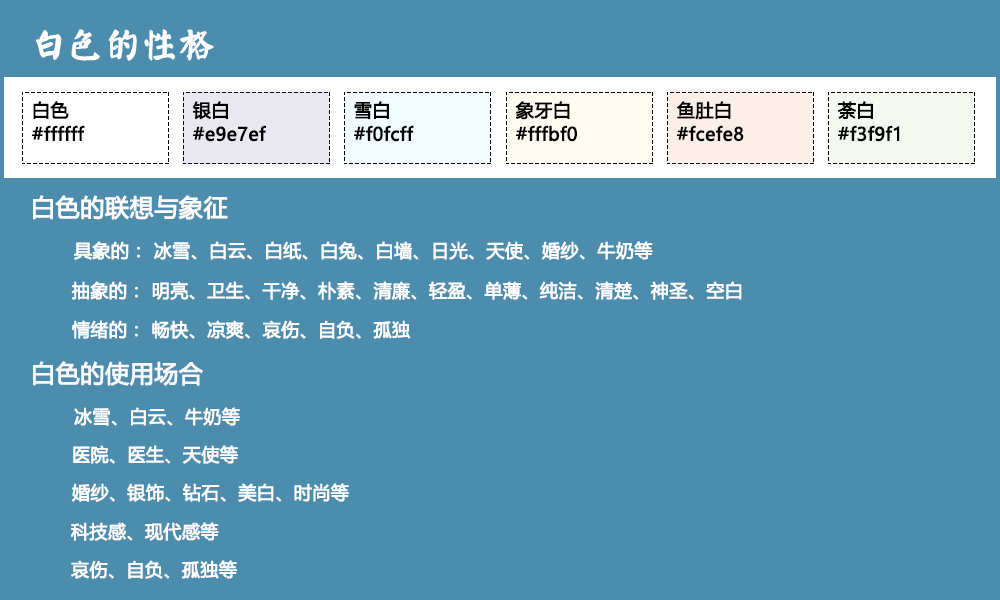 白色的性格
白色 银白 雪白 象牙白 鱼肚白 荼白
#ffffff #e9e7ef #f0fcff #fffbf0 #fcefe8 #f3f9f1
白色的联想与象征
具象的：冰雪、白云、白纸、白兔、白墙、日光、天使、婚纱、牛奶等
抽象的：明亮、卫生、干净、朴素、清廉、轻盈、单薄、纯洁、清楚、神圣、空白
情绪的：畅快、凉爽、哀伤、自负、孤独
白色的使用场合
冰雪、白云、牛奶等
医院、医生、天使等
婚纱、银饰、钻石、美白、时尚等
科技感、现代感等
哀伤、自负、孤独等